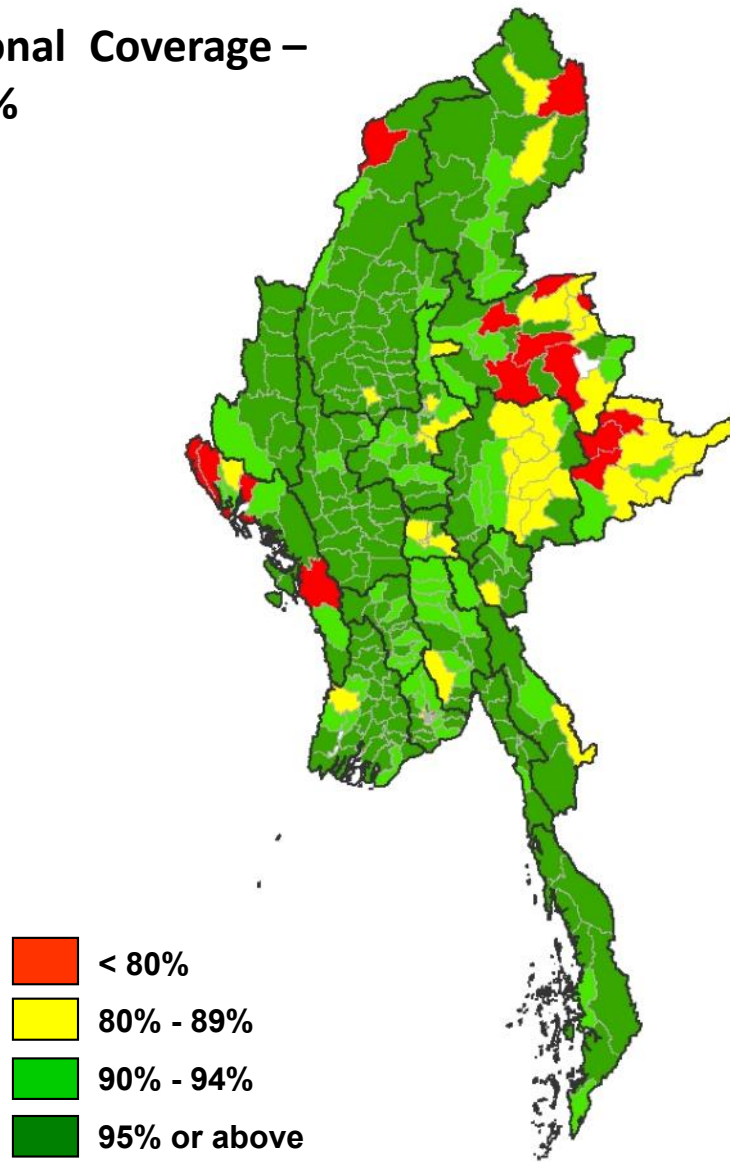 onal Coverage –
%
< 80%
80% - 89%
90% - 94%
95% or above